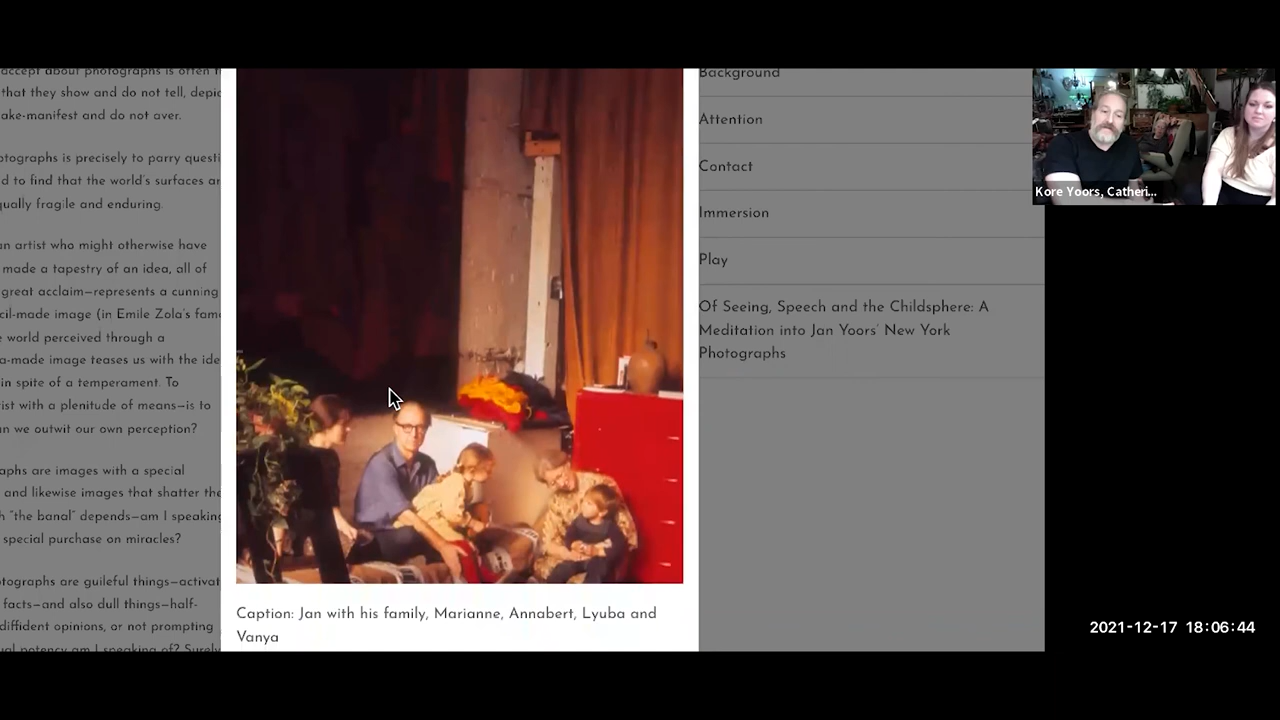 accept about photographs is often
that they show and do not tell,
ake-manifest and do not aver.
otographs is precisely to parry
d to find that the world's surfaces
qually fragile and enduring.
an artist who might otherwise have
made a tapestry of an idea, all of
great acclaim—represents a cunning
cil-made image (in Emile Zola's
e world perceived through a
a-made image teases us with the
in spite of a temperament. To
ist with a plenitude of means—is to
an we outwit our own perception?
aphs are images with a special
and likewise images that shatter the
h "the banal" depends—am I speaking
special purchase on miracles?
otographs are guileful things—
facts—and also dull things—half-
diffident opinions, or not prompting
ual potency am I speaking of? Surely
Caption: Jan with his family, Marianne, Annabert, Lyuba and
Vanya
Background
Attention
Contact
Immersion
Play
Of Seeing, Speech and the Childsphere: A
Meditation into Jan Yoors' New York
Photographs
Kore Yoors, Catheri...
2021-12-17 18:06:44